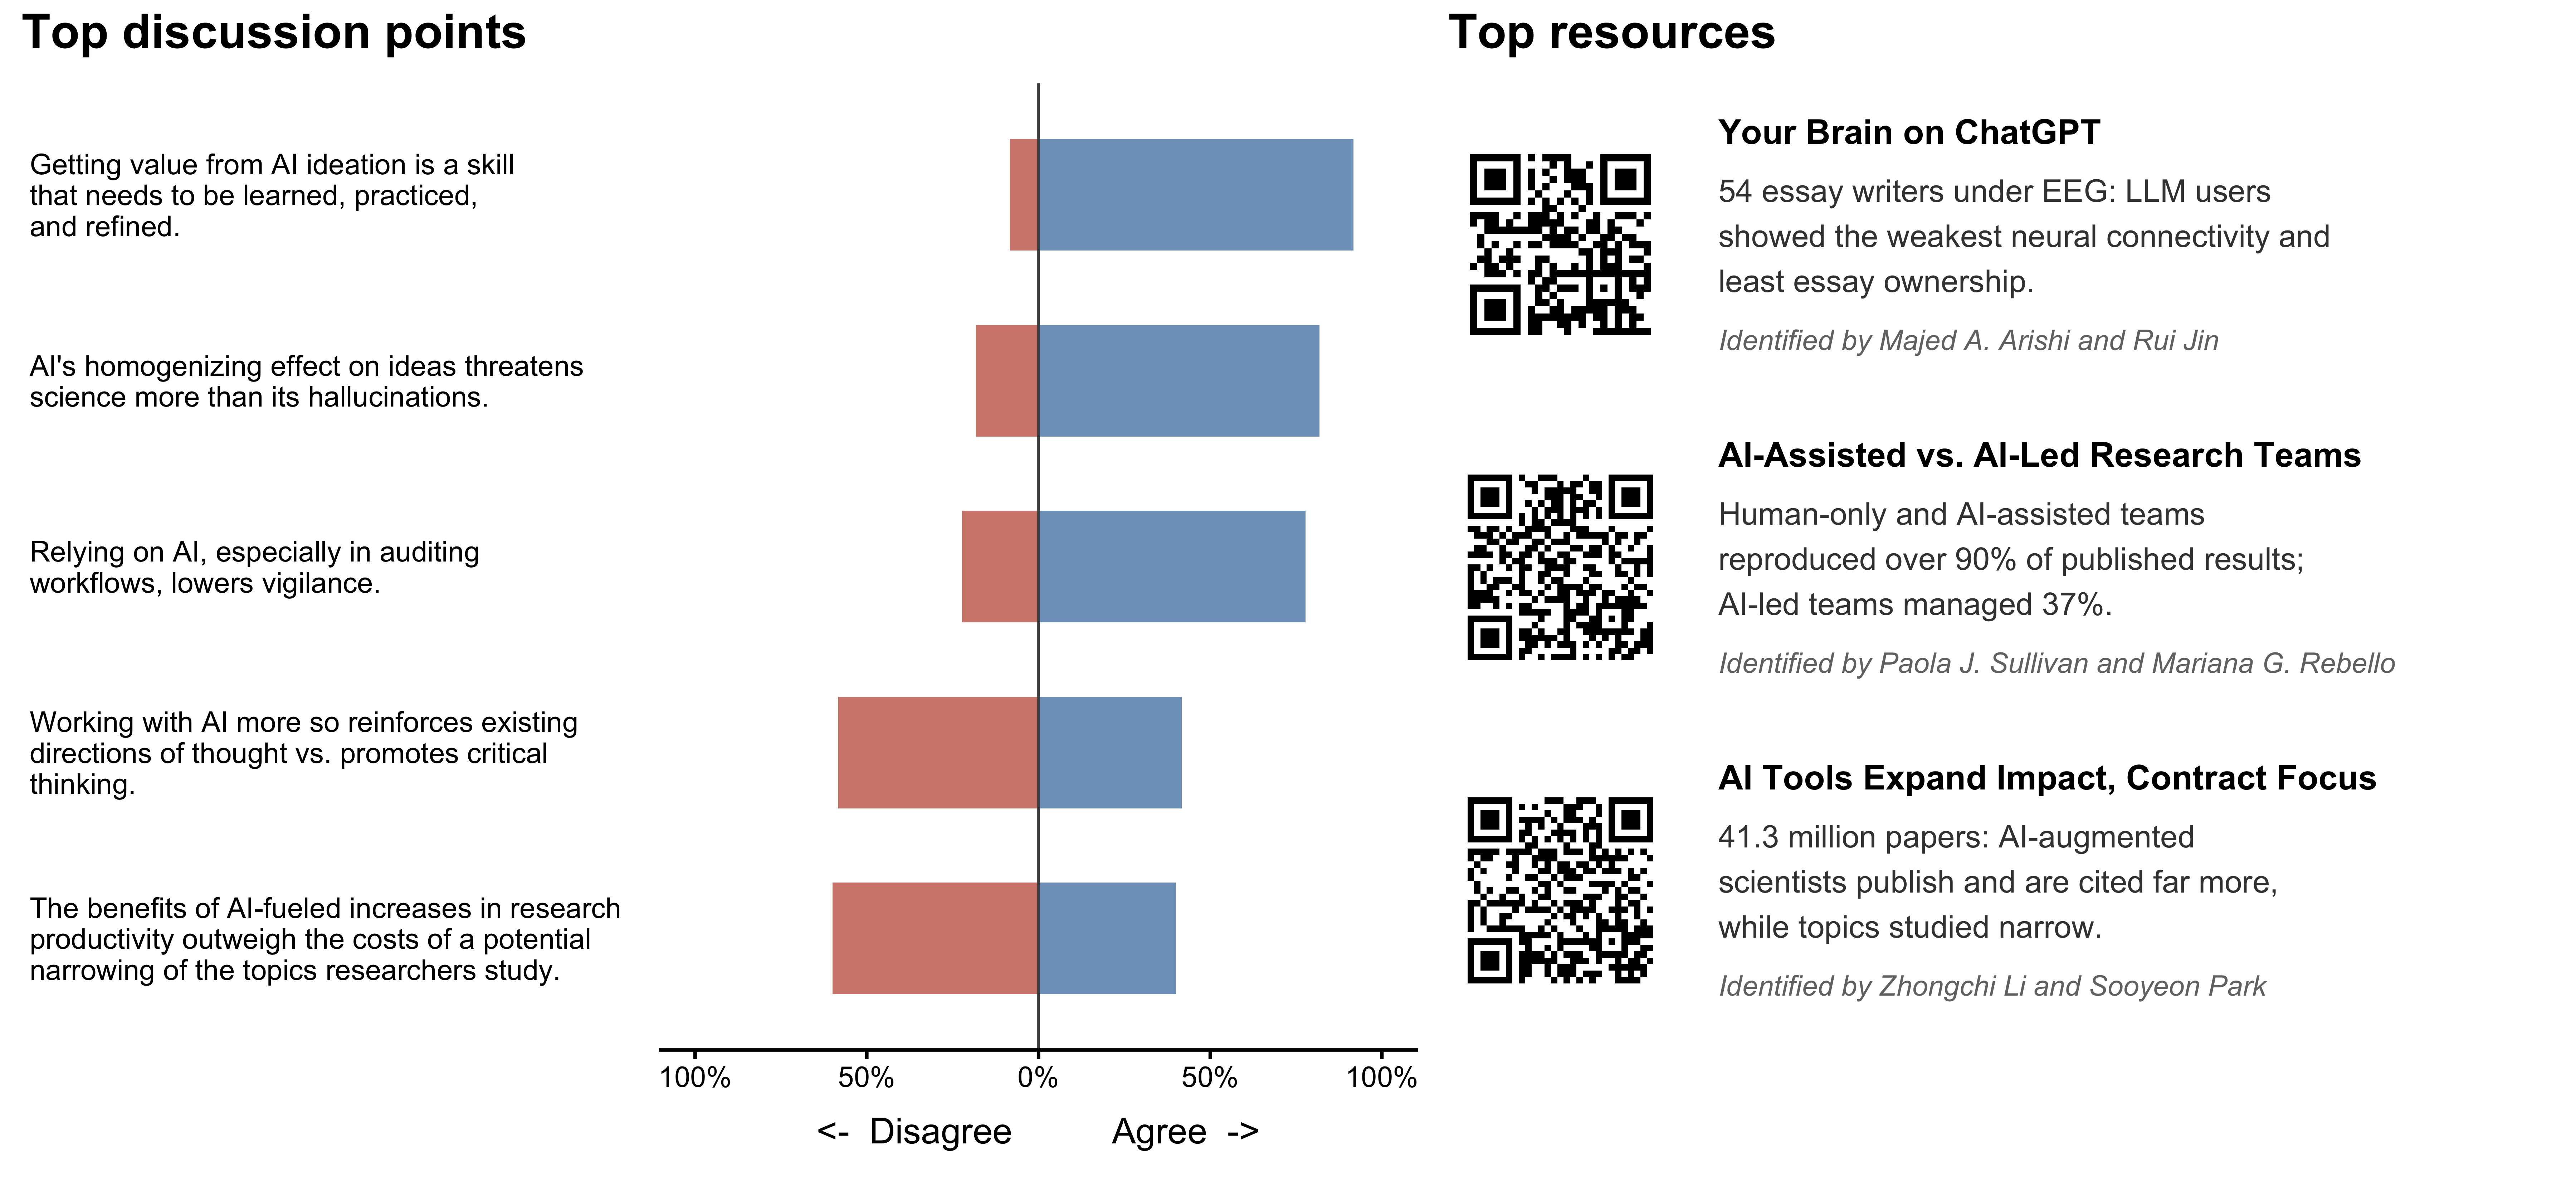 Top discussion points
Getting value from AI ideation is a skill
that needs to be learned, practiced,
and refined.
AI's homogenizing effect on ideas threatens
science more than its hallucinations.
Relying on AI, especially in auditing
workflows, lowers vigilance.
Working with AI more so reinforces existing
directions of thought vs. promotes critical
thinking.
The benefits of AI-fueled increases in research
productivity outweigh the costs of a potential
narrowing of the topics researchers study.
100% 50% 0% 50% 100%
<- Disagree Agree ->
Top resources
Your Brain on ChatGPT
54 essay writers under EEG: LLM users
showed the weakest neural connectivity and
least essay ownership.
Identified by Majed A. Arishi and Rui Jin
AI-Assisted vs. AI-Led Research Teams
Human-only and AI-assisted teams
reproduced over 90% of published results;
AI-led teams managed 37%.
Identified by Paola J. Sullivan and Mariana G. Rebello
AI Tools Expand Impact, Contract Focus
41.3 million papers: AI-augmented
scientists publish and are cited far more,
while topics studied narrow.
Identified by Zhongchi Li and Sooyeon Park